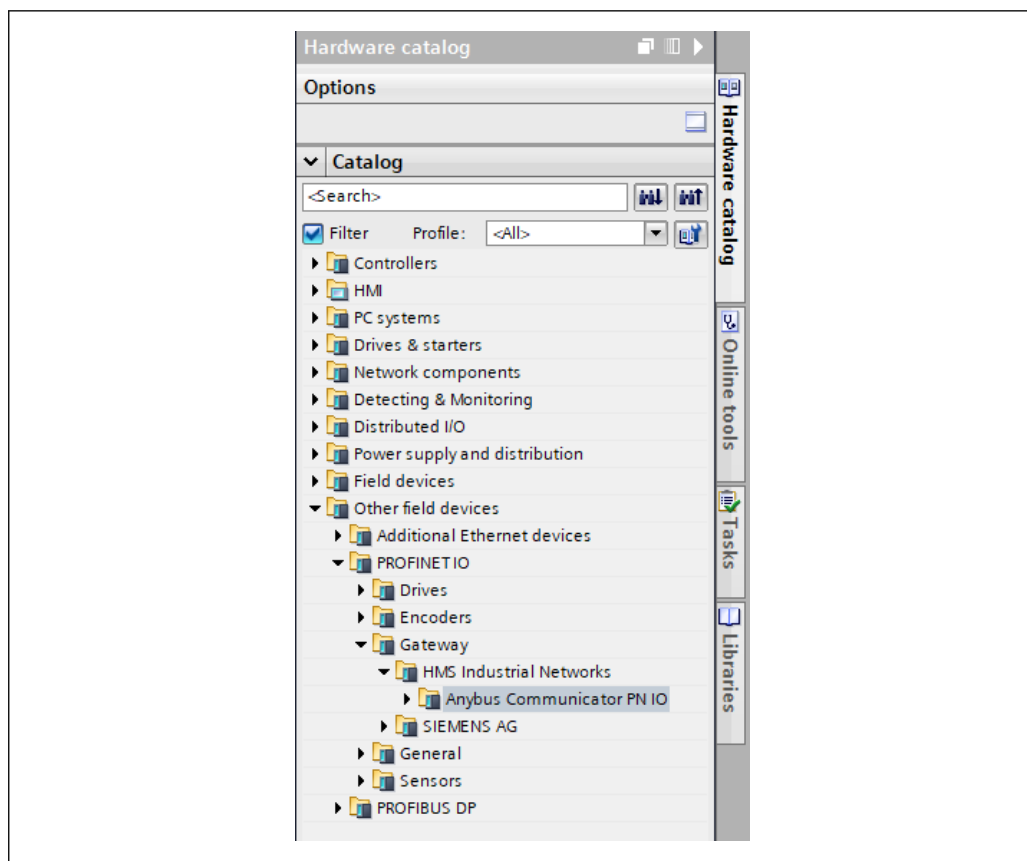 Hardware catalog
Options
Catalog
<Search>
Filter Profile: <All>
Controllers
HMI
PC systems
Drives & starters
Network components
Detecting & Monitoring
Distributed I/O
Power supply and distribution
Field devices
Other field devices
Additional Ethernet devices
PROFINET IO
Drives
Encoders
Gateway
HMS Industrial Networks
Anybus Communicator PN IO
SIEMENS AG
General
Sensors
PROFIBUS DP
Hardware catalog
Online tools
Tasks
Libraries